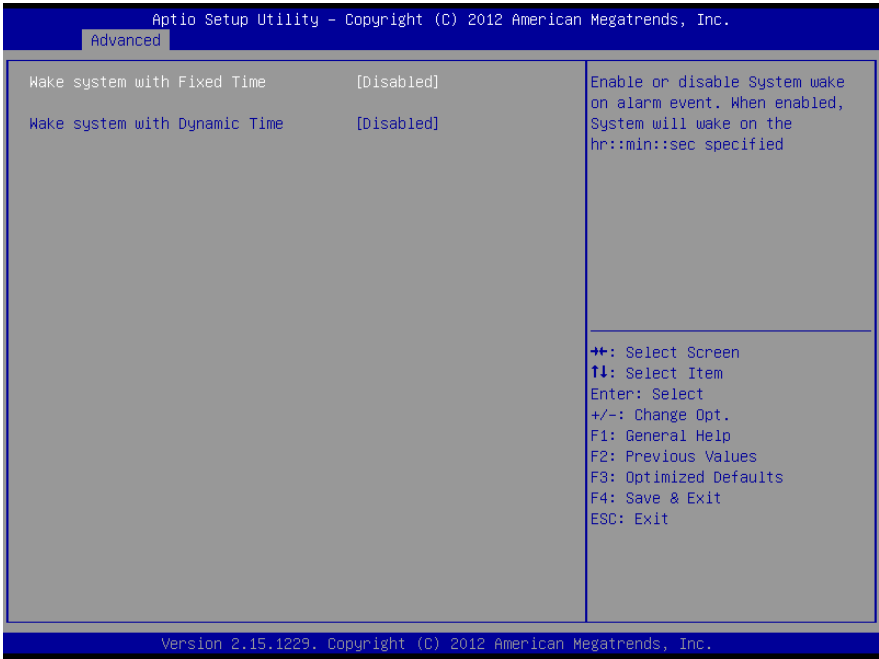 Aptio Setup Utility – Copyright (C) 2012 American Megatrends, Inc.
Advanced
Wake system with Fixed Time [Disabled]
Wake system with Dynamic Time [Disabled]
Enable or disable System wake
on alarm event. When enabled,
System will wake on the
hr::min::sec specified
→←: Select Screen
↑↓: Select Item
Enter: Select
+/-: Change Opt.
F1: General Help
F2: Previous Values
F3: Optimized Defaults
F4: Save & Exit
ESC: Exit
Version 2.15.1229. Copyright (C) 2012 American Megatrends, Inc.